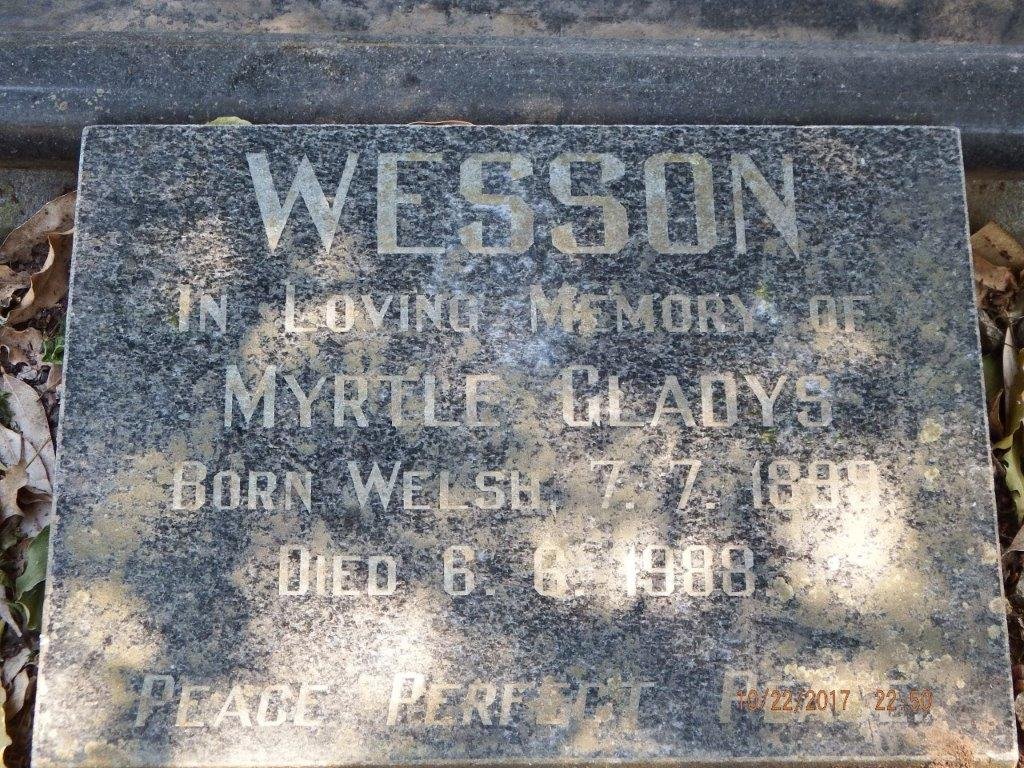 WESSON
IN LOVING MEMORY OF
MYRTLE GLADYS
BORN WELSH, 7. 7. 1899
DIED 6. 6. 1988
PEACE PERFECT PEACE
10/22/2017 22:50